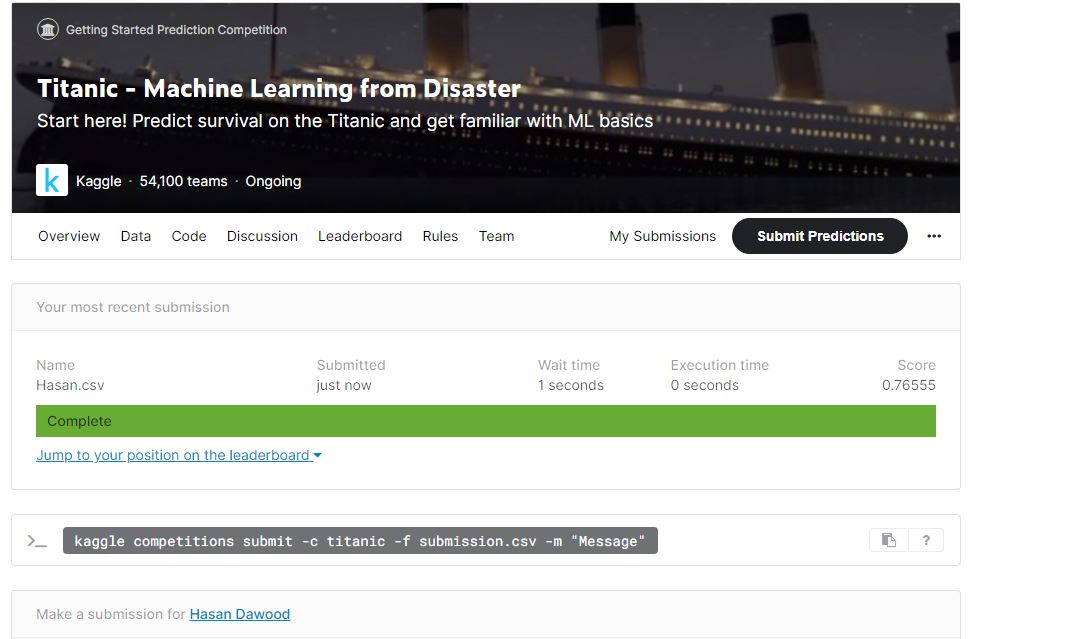 Getting Started Prediction Competition
Titanic - Machine Learning from Disaster
Start here! Predict survival on the Titanic and get familiar with ML basics
k Kaggle · 54,100 teams · Ongoing
Overview Data Code Discussion Leaderboard Rules Team My Submissions Submit Predictions ...
Your most recent submission
Name Submitted Wait time Execution time Score
Hasan.csv just now 1 seconds 0 seconds 0.76555
Complete
Jump to your position on the leaderboard
>_ kaggle competitions submit -c titanic -f submission.csv -m "Message" ?
Make a submission for Hasan Dawood